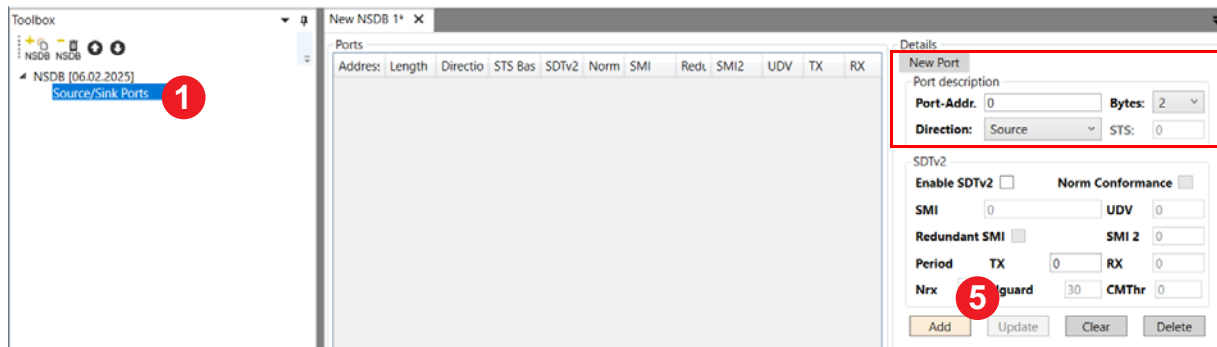 Toolbox
NSDB NSDB
NSDB [06.02.2025]
Source/Sink Ports
1
New NSDB 1*
Ports
Addres: Length Directio STS Bas SDTv2 Norm SMI Redu SMI2 UDV TX RX
Details
New Port
Port description
Port-Addr. 0 Bytes: 2
Direction: Source STS: 0
SDTv2
Enable SDTv2 Norm Conformance
SMI 0 UDV 0
Redundant SMI SMI 2 0
Period TX 0 RX 0
Nrx lguard 30 CMThr 0
5
Add Update Clear Delete